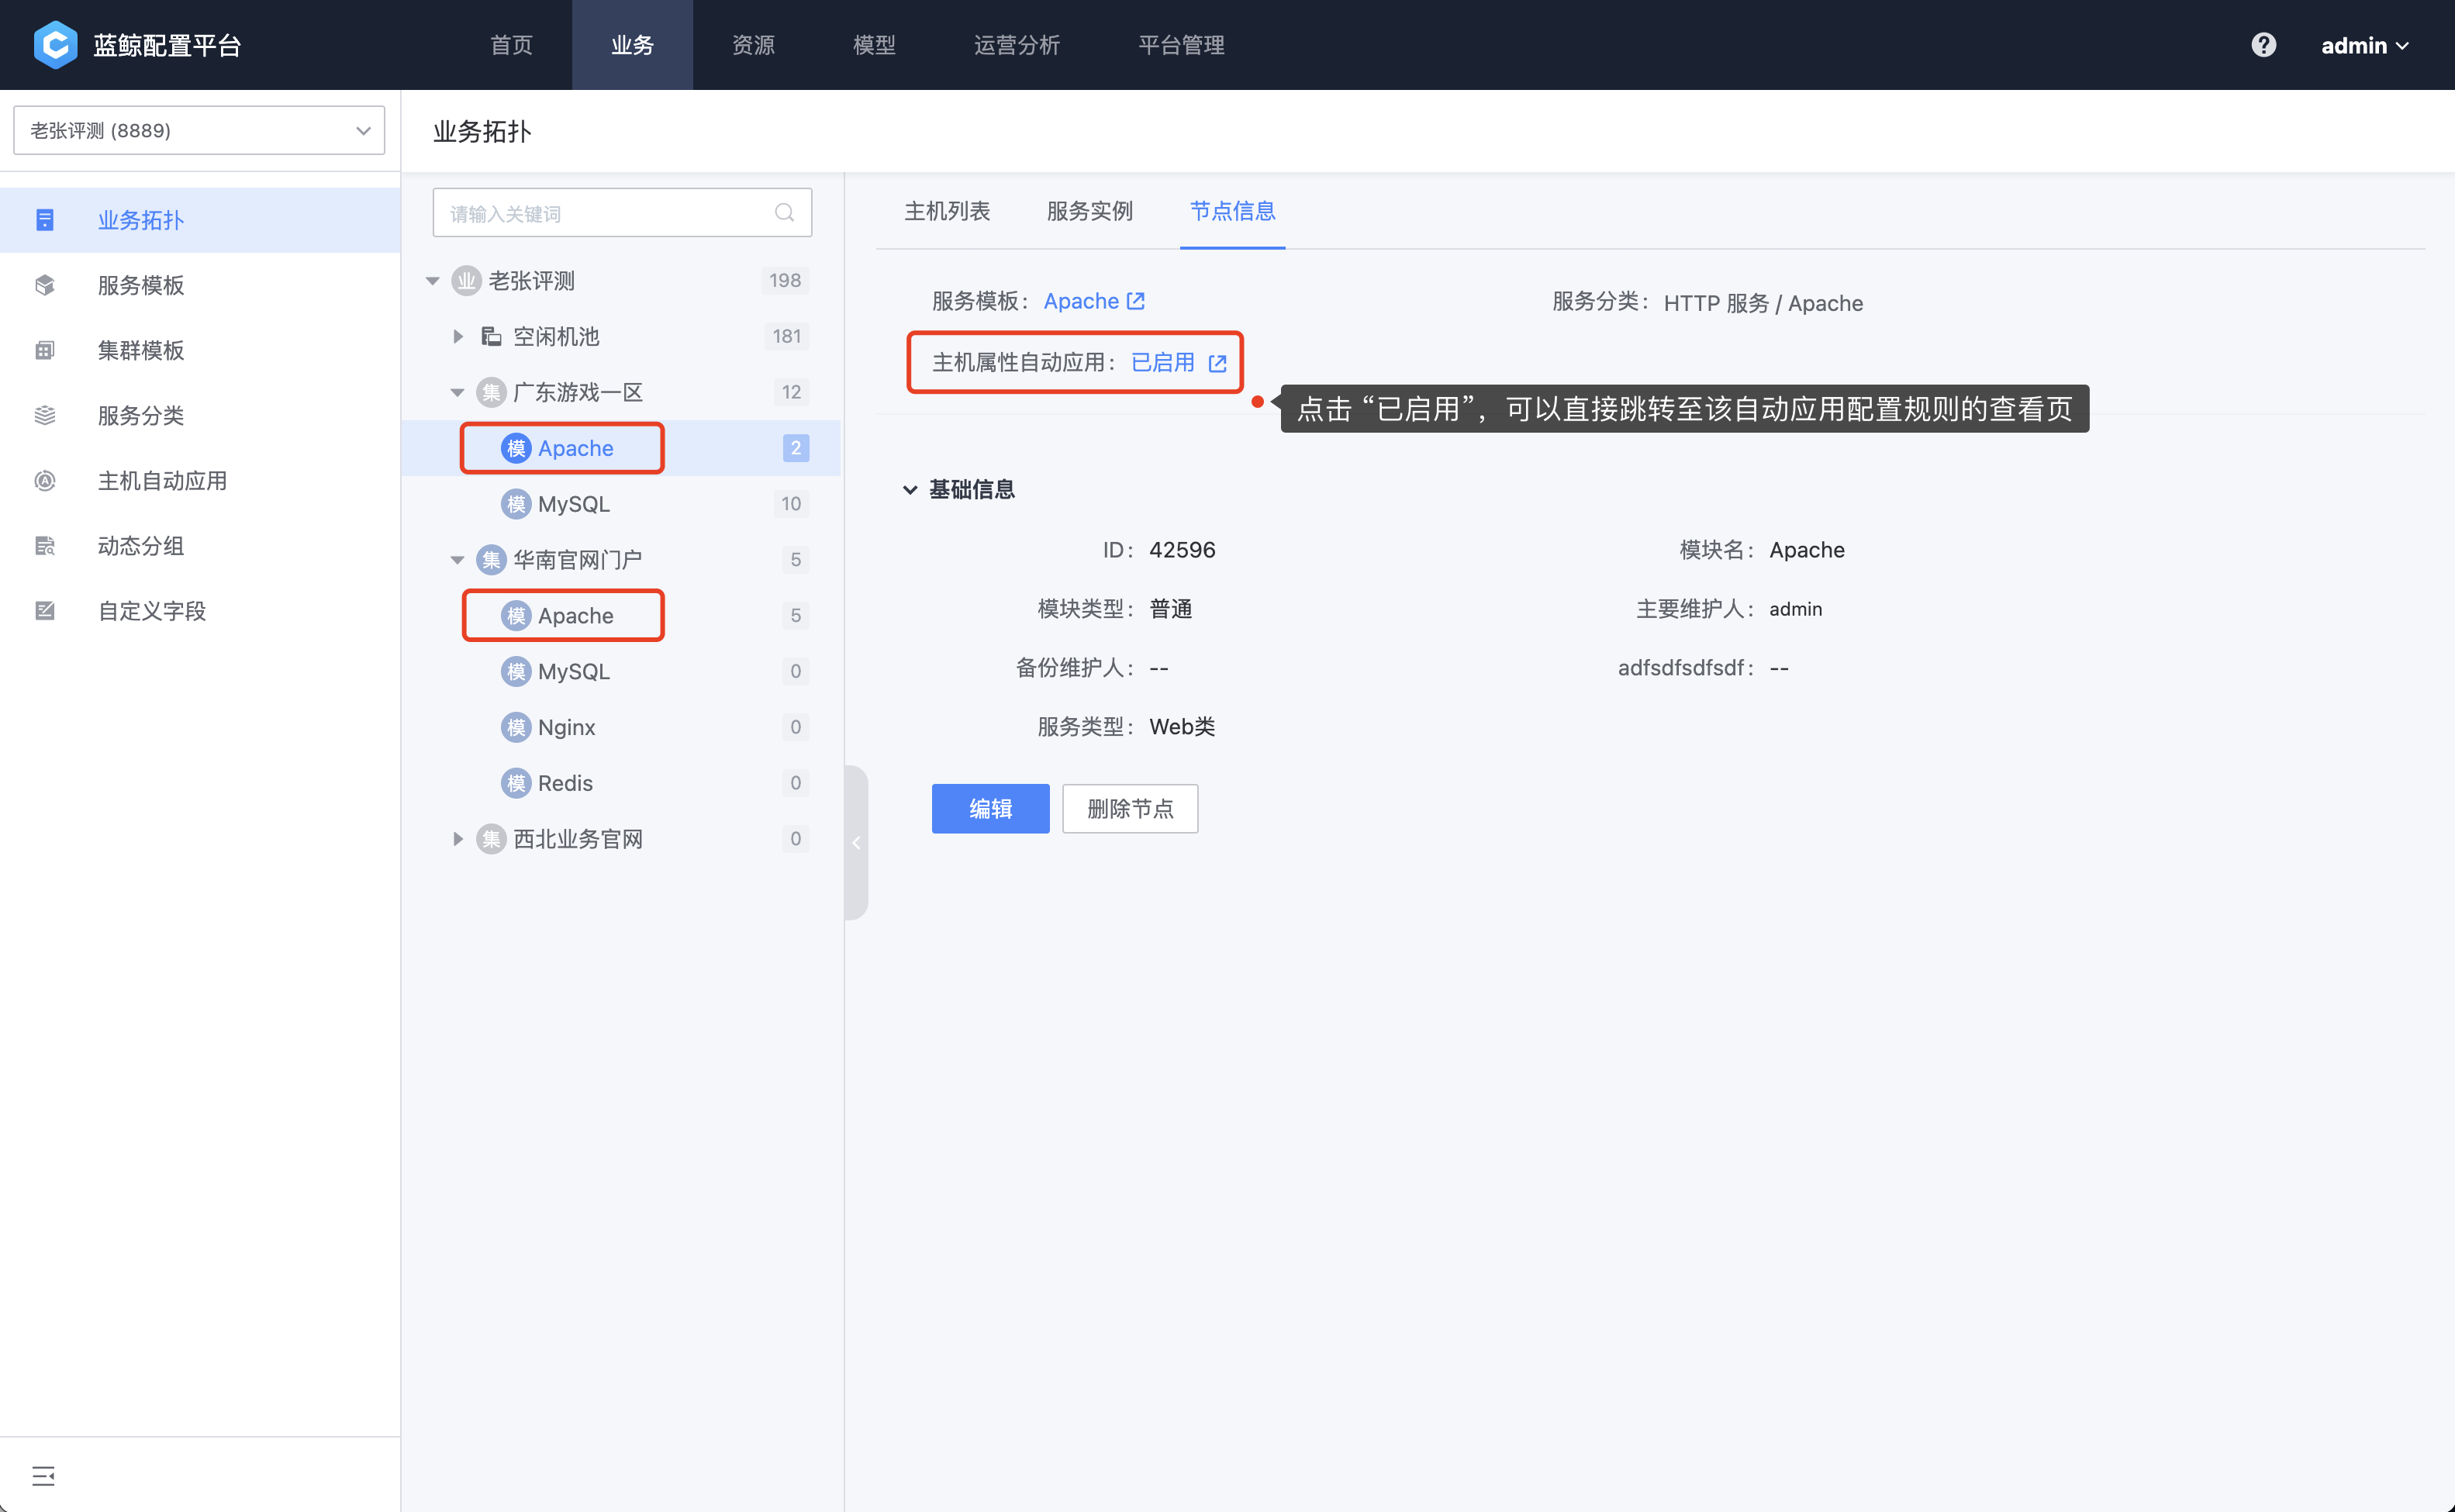 蓝鲸配置平台
首页 业务 资源 模型 运营分析 平台管理
admin
老张评测 (8889)
业务拓扑
服务模板
集群模板
服务分类
主机自动应用
动态分组
自定义字段
业务拓扑
请输入关键词
业 老张评测 198
空闲机池 181
集 广东游戏一区 12
模 Apache 2
模 MySQL 10
集 华南官网门户 5
模 Apache 5
模 MySQL 0
模 Nginx 0
模 Redis 0
集 西北业务官网 0
主机列表 服务实例 节点信息
服务模板： Apache 服务分类： HTTP 服务 / Apache
主机属性自动应用： 已启用
点击 “已启用”，可以直接跳转至该自动应用配置规则的查看页
基础信息
ID： 42596 模块名： Apache
模块类型： 普通 主要维护人： admin
备份维护人： -- adfsdfsdfsdf： --
服务类型： Web类
编辑 删除节点